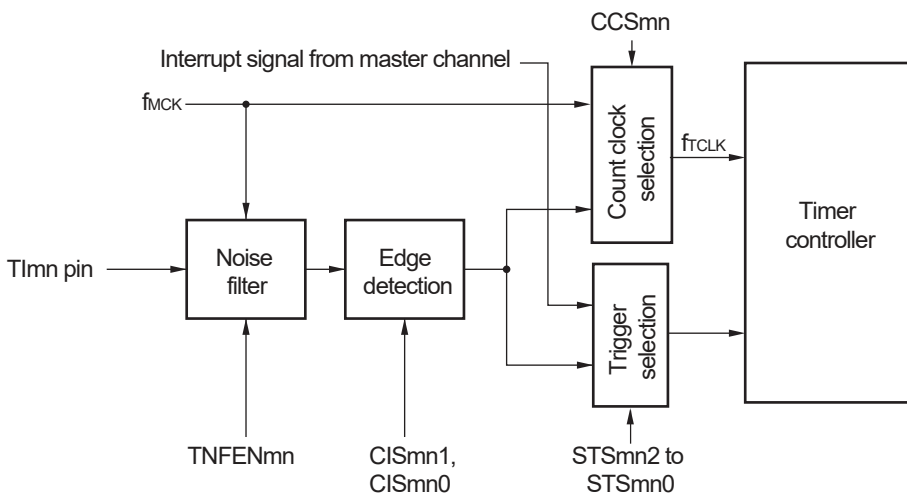 CCSmn
Interrupt signal from master channel
fMCK
Count clock
selection
fTCLK
Timer
controller
TImn pin
Noise
filter
Edge
detection
Trigger
selection
TNFENmn
CISmn1,
CISmn0
STSmn2 to
STSmn0